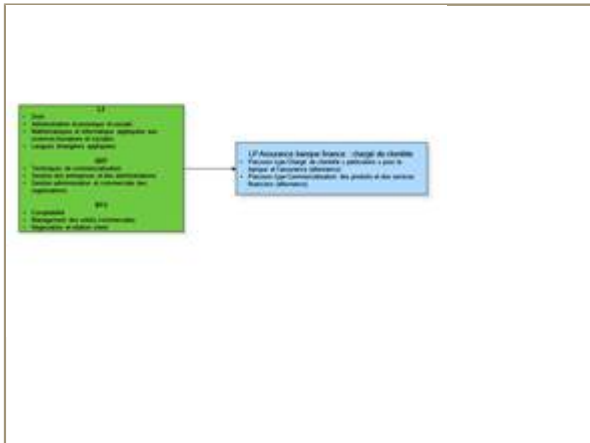 L2
• Droit
• Administration économique et sociale
• Mathématiques et informatique appliquées aux
sciences humaines et sociales
• Langues étrangères appliquées
DUT
• Techniques de commercialisation
• Gestion des entreprises et des administrations
• Gestion administrative et commerciale des
organisations
BTS
• Comptabilité
• Management des unités commerciales
• Négociation et relation client
LP Assurance banque finance : chargé de clientèle
• Parcours type Chargé de clientèle « particuliers » pour la
banque et l'assurance (alternance)
• Parcours type Commercialisation des produits et des services
financiers (alternance)